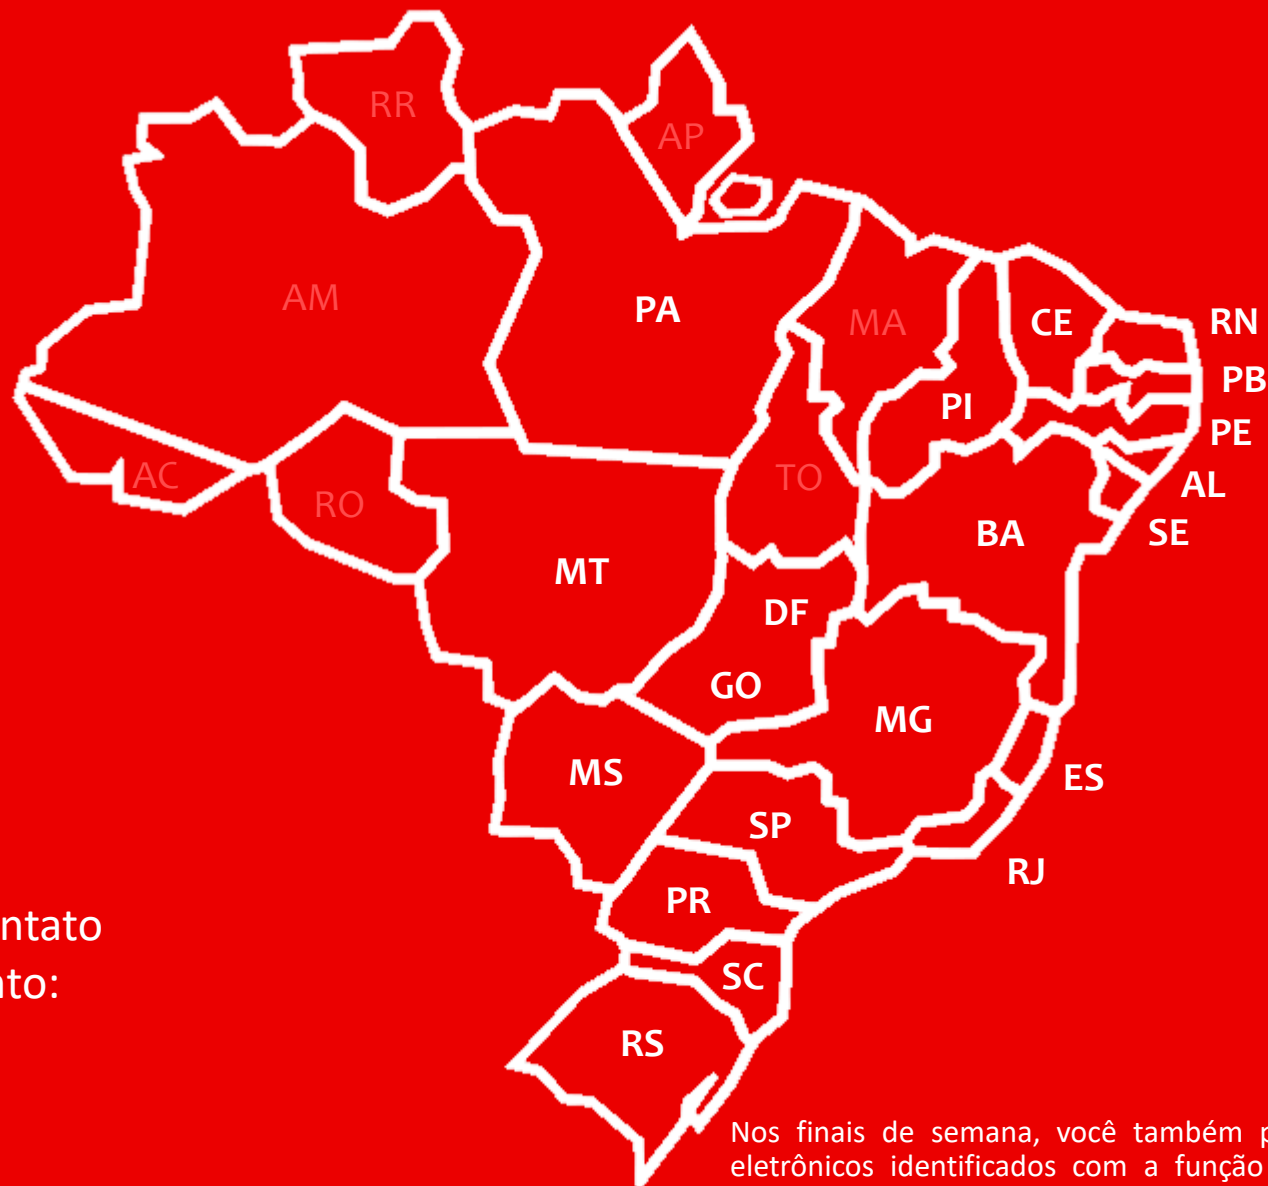 RR
AP
AM
PA
MA
CE
RN
PB
PI
PE
AC
RO
TO
AL
BA
SE
MT
DF
GO
MG
MS
ES
SP
RJ
PR
ntato
SC
nto:
RS
Nos finais de semana, você também p
eletrônicos identificados com a função